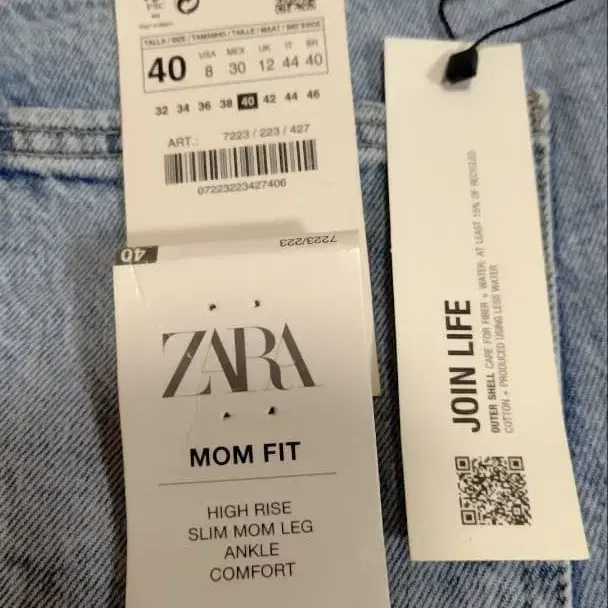 TALLA / SIZE / TAMANHO / TAILLE / MAAT / GRÖSSE
USA MEX UK IT BR
40 8 30 12 44 40
32 34 36 38 40 42 44 46
ART.: 7223 / 223 / 427
07223223427406
40
7223/223
ZARA
MOM FIT
HIGH RISE
SLIM MOM LEG
ANKLE
COMFORT
JOIN LIFE
OUTER SHELL CARE FOR FIBER + WATER: AT LEAST 15% OF RECYCLED
COTTON + PRODUCED USING LESS WATER